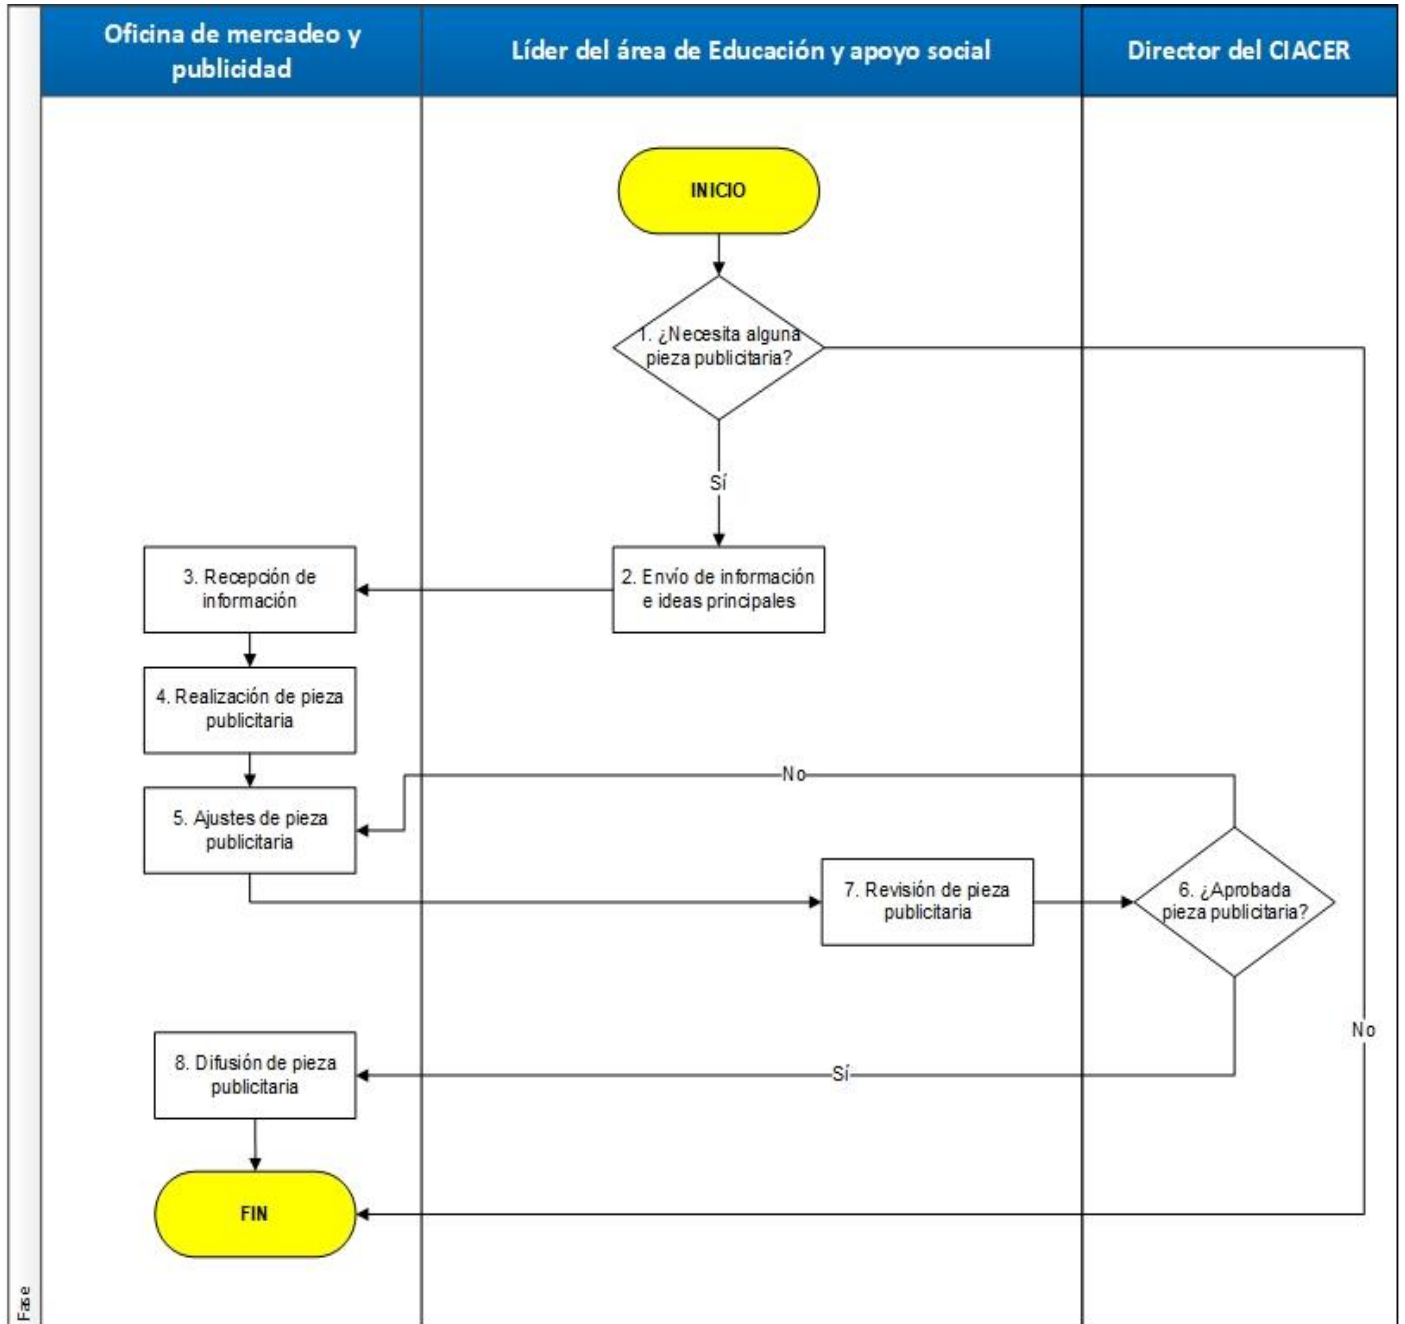 Oficina de mercadeo y
publicidad
Líder del área de Educación y apoyo social
Director del CIACER
INICIO
1. ¿Necesita alguna
pieza publicitaria?
Sí
2. Envío de información
e ideas principales
3. Recepción de
información
4. Realización de pieza
publicitaria
5. Ajustes de pieza
publicitaria
No
7. Revisión de pieza
publicitaria
6. ¿Aprobada
pieza publicitaria?
No
Sí
8. Difusión de pieza
publicitaria
FIN
Fase